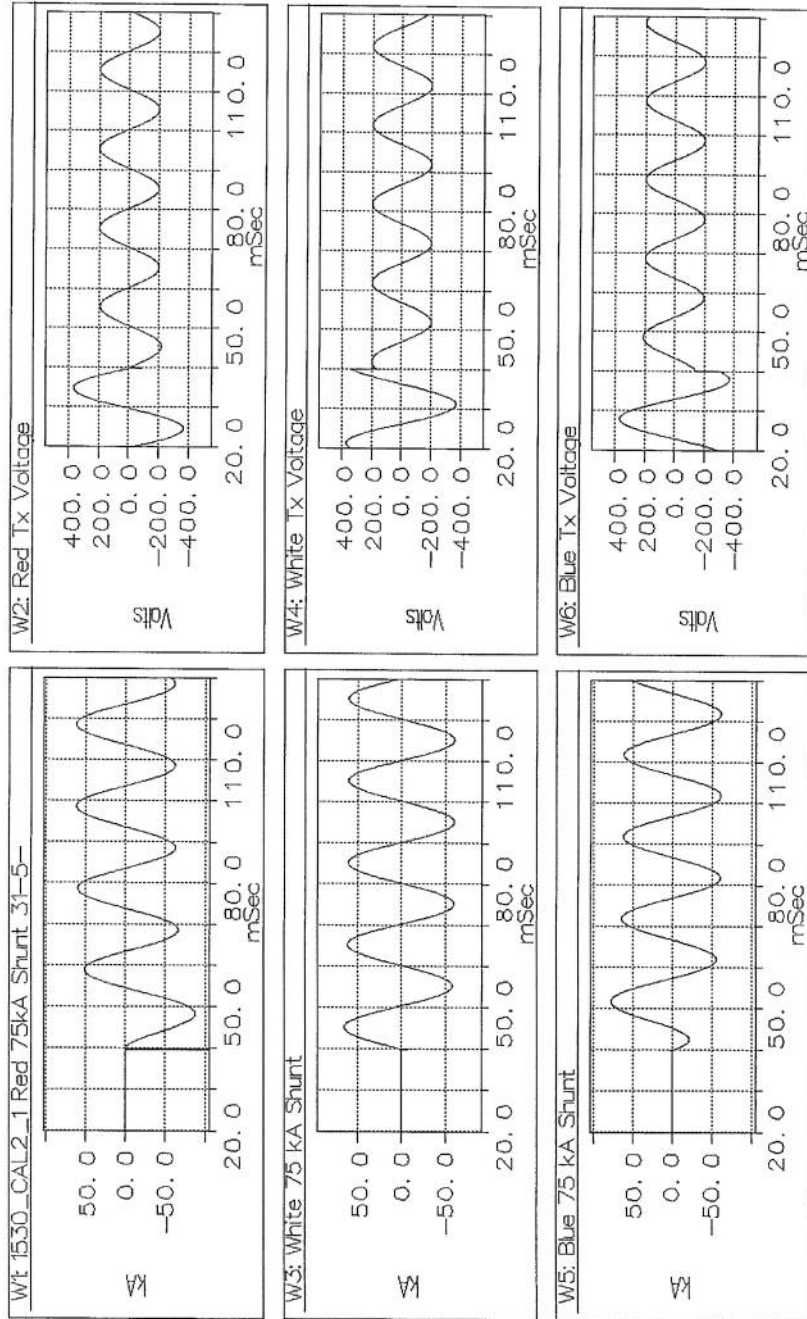 W1: 1530_CAL2_1 Red 75kA Shunt 31-5-
kA
50. 0
0. 0
-50. 0
20. 0 50. 0 80. 0 110. 0
mSec
W2: Red Tx Voltage
Volts
400. 0
200. 0
0. 0
-200. 0
-400. 0
20. 0 50. 0 80. 0 110. 0
mSec
W3: White 75 kA Shunt
kA
50. 0
0. 0
-50. 0
20. 0 50. 0 80. 0 110. 0
mSec
W4: White Tx Voltage
Volts
400. 0
200. 0
0. 0
-200. 0
-400. 0
20. 0 50. 0 80. 0 110. 0
mSec
W5: Blue 75 kA Shunt
kA
50. 0
0. 0
-50. 0
20. 0 50. 0 80. 0 110. 0
mSec
W6: Blue Tx Voltage
Volts
400. 0
200. 0
0. 0
-200. 0
-400. 0
20. 0 50. 0 80. 0 110. 0
mSec